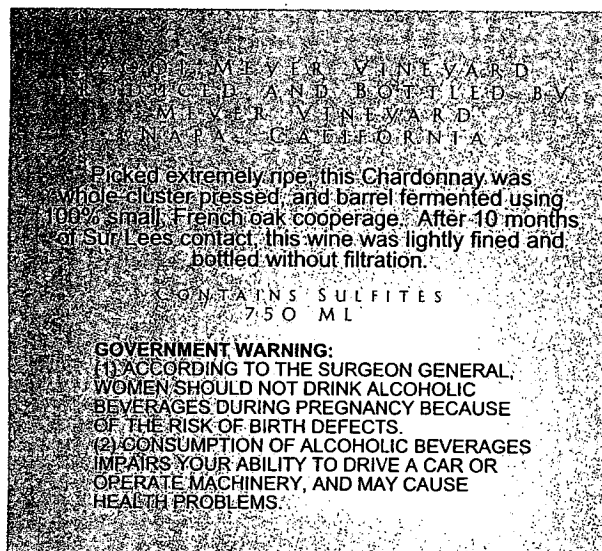 MEYER VINEYARD
PRODUCED AND BOTTLED BY
MEYER VINEYARD
NAPA, CALIFORNIA
Picked extremely ripe, this Chardonnay was
whole-cluster pressed, and barrel fermented using
100% small, French oak cooperage. After 10 months
of Sur Lees contact, this wine was lightly fined and
bottled without filtration.
CONTAINS SULFITES
750 ML
GOVERNMENT WARNING:
(1) ACCORDING TO THE SURGEON GENERAL,
WOMEN SHOULD NOT DRINK ALCOHOLIC
BEVERAGES DURING PREGNANCY BECAUSE
OF THE RISK OF BIRTH DEFECTS.
(2) CONSUMPTION OF ALCOHOLIC BEVERAGES
IMPAIRS YOUR ABILITY TO DRIVE A CAR OR
OPERATE MACHINERY, AND MAY CAUSE
HEALTH PROBLEMS.